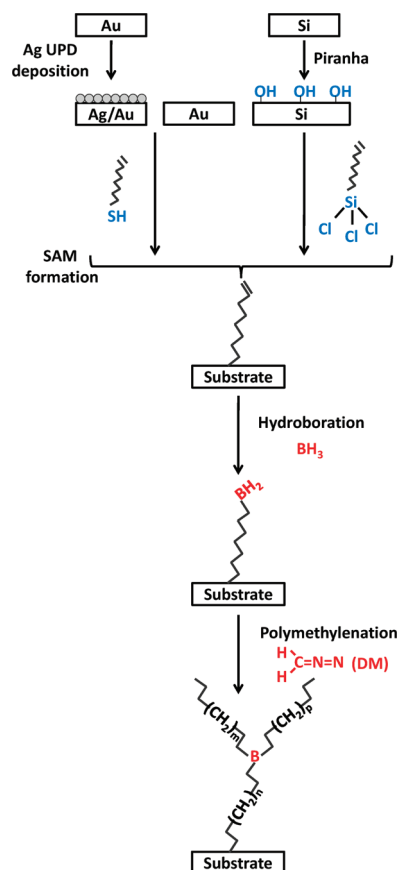 Au
Si
Ag UPD
deposition
Piranha
OH OH OH
Ag/Au
Au
Si
SH
Si
Cl Cl Cl
SAM
formation
Substrate
Hydroboration
BH₃
BH₂
Substrate
Polymethylenation
H
C=N=N (DM)
H
(CH₂)ₘ (CH₂)ₚ
B
(CH₂)ₙ
Substrate